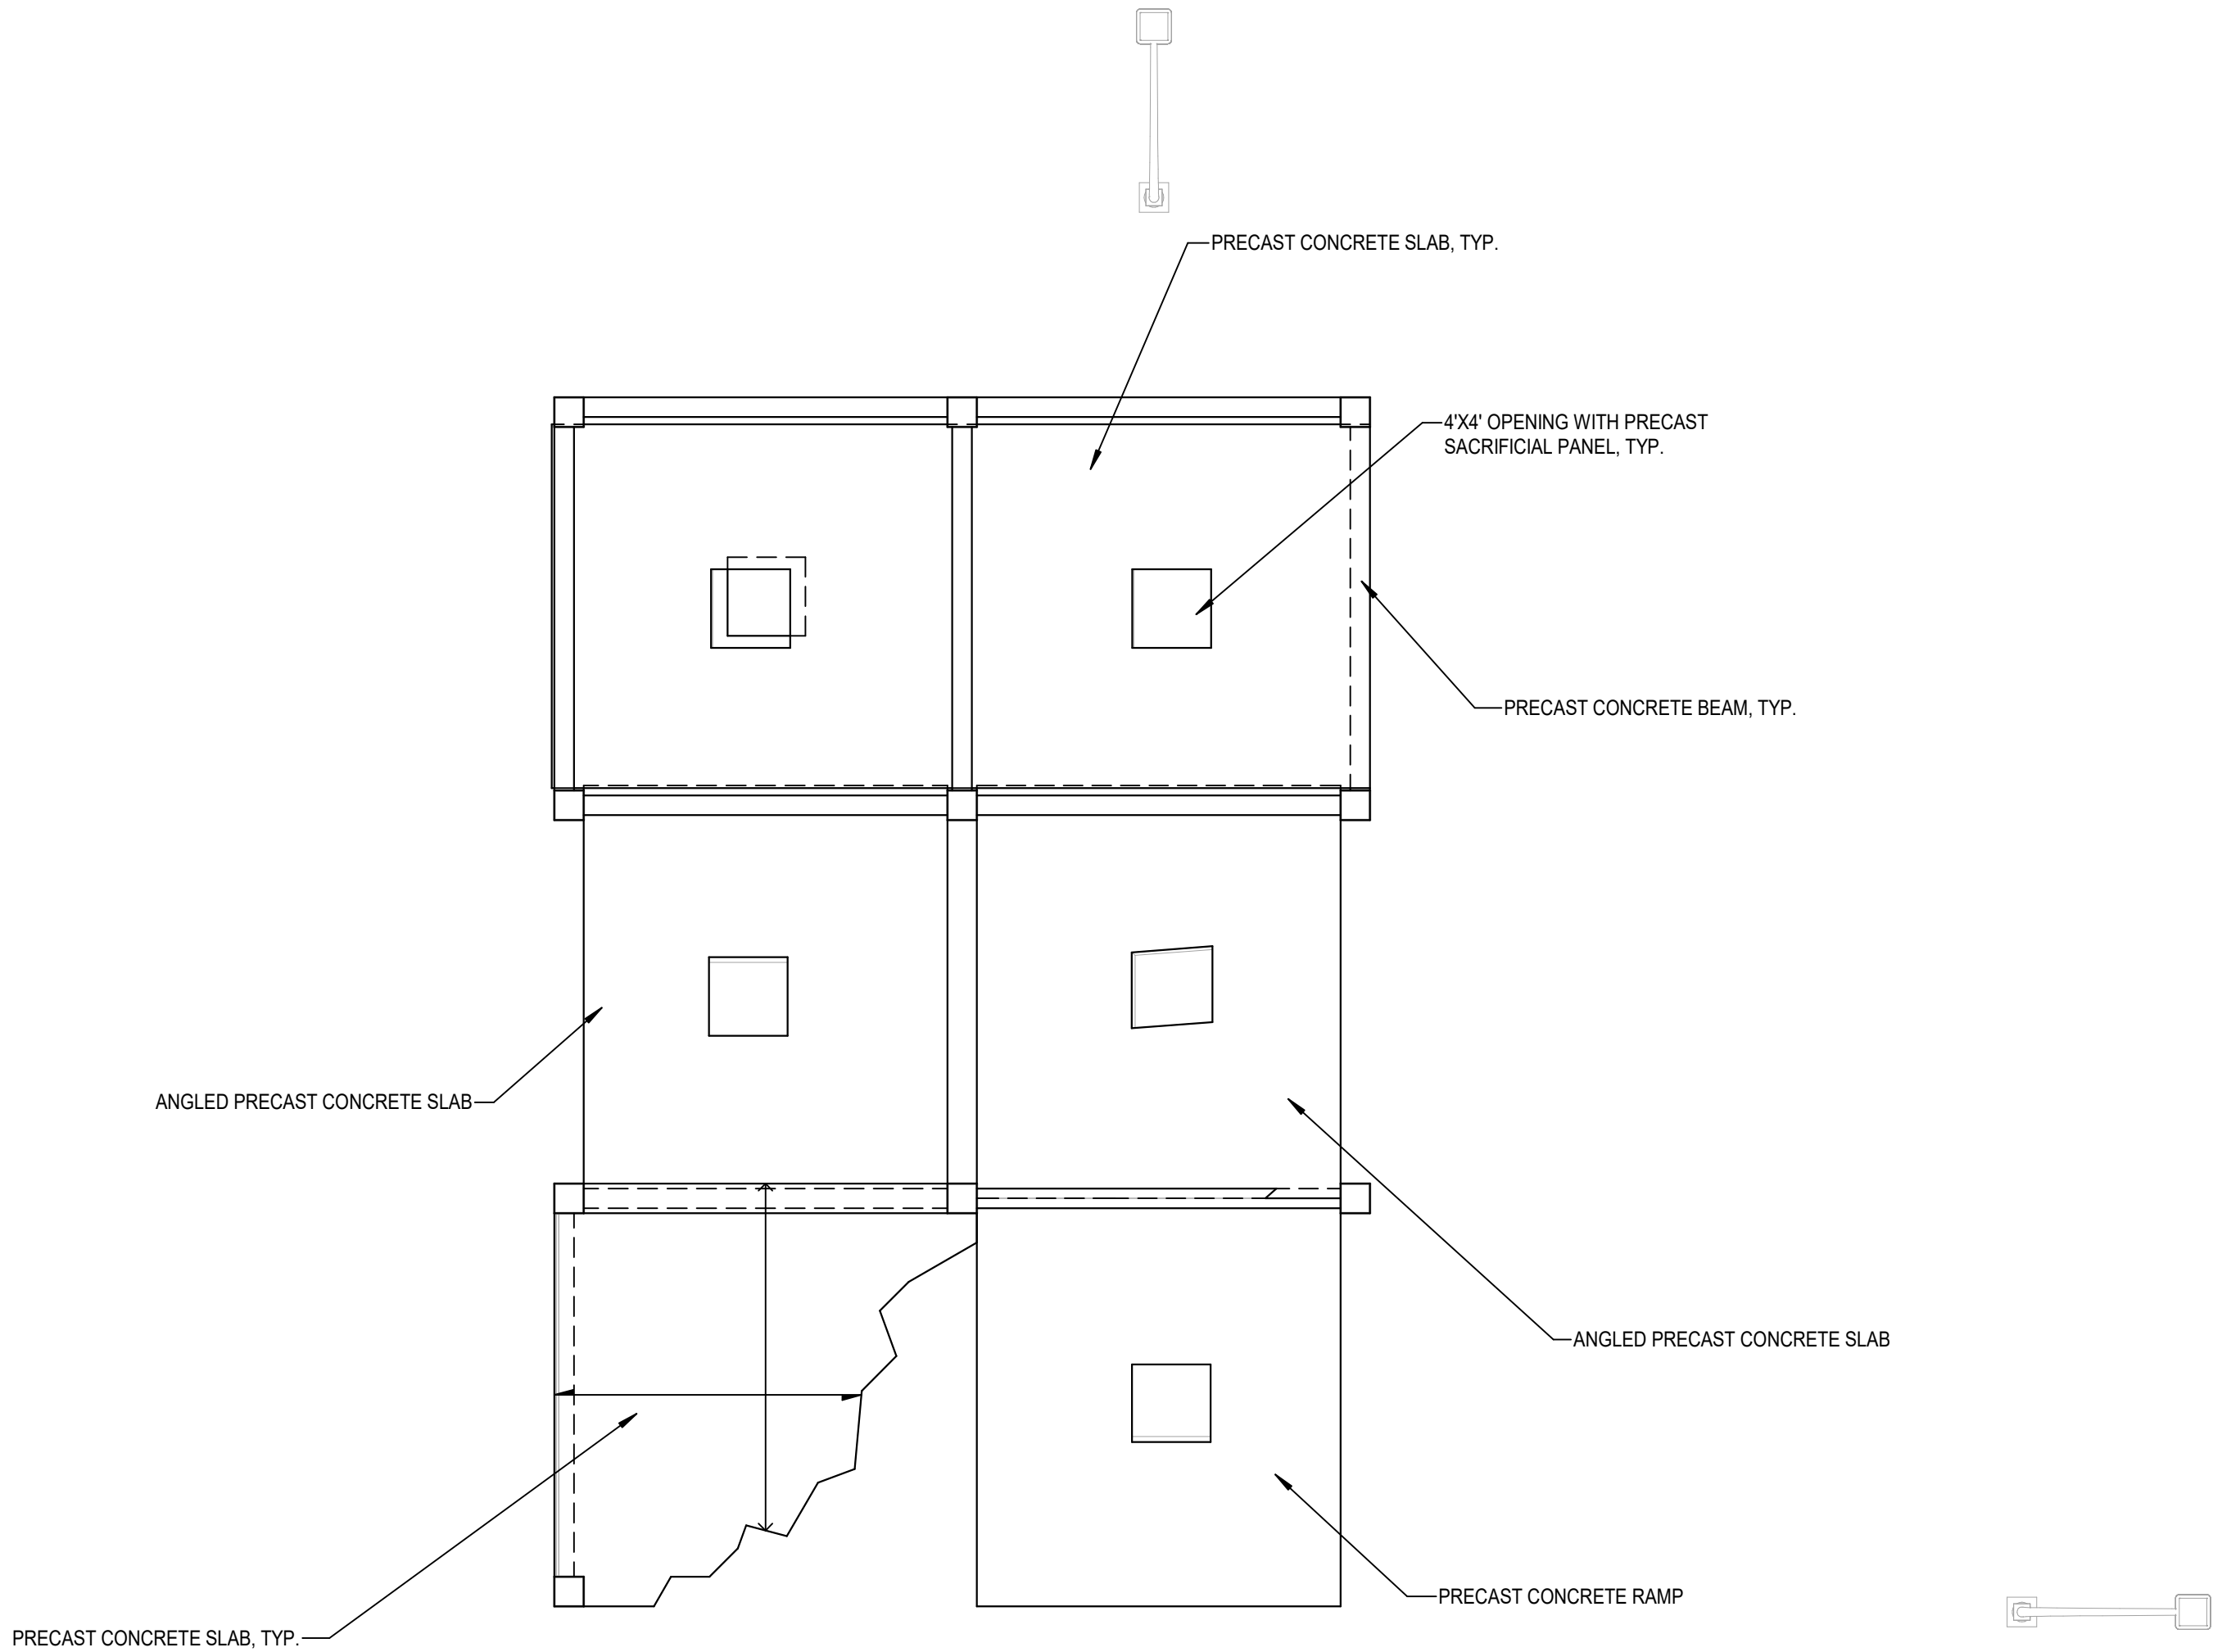 PRECAST CONCRETE SLAB, TYP.
4'X4' OPENING WITH PRECAST
SACRIFICIAL PANEL, TYP.
PRECAST CONCRETE BEAM, TYP.
ANGLED PRECAST CONCRETE SLAB
ANGLED PRECAST CONCRETE SLAB
PRECAST CONCRETE RAMP
PRECAST CONCRETE SLAB, TYP.